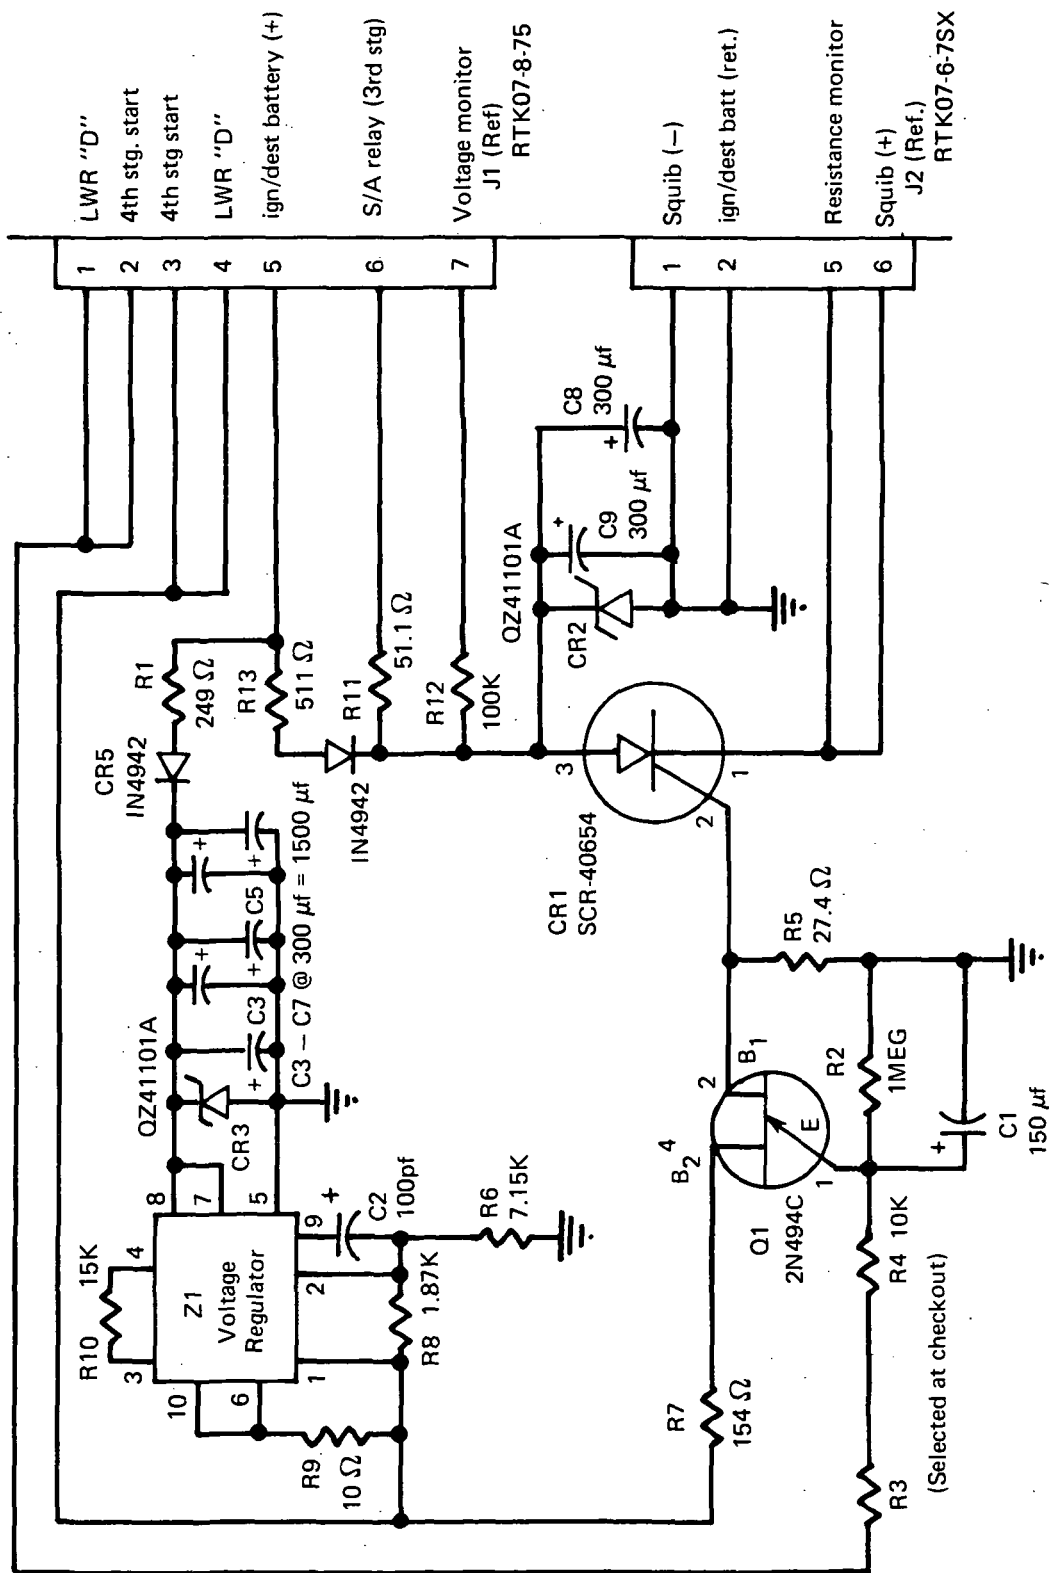 LWR "D"
4th stg. start
4th stg start
LWR "D"
ign/dest battery (+)
S/A relay (3rd stg)
Voltage monitor
J1 (Ref)
RTK07-8-75
Squib (−)
ign/dest batt (ret.)
Resistance monitor
Squib (+)
J2 (Ref.)
RTK07-6-7SX
1
2
3
4
5
6
7
1
2
5
6
R1
249 Ω
R13
511 Ω
CR5
IN4942
IN4942
R11
51.1 Ω
R12
100K
C8
300 μf
+
C9
300 μf
+
QZ41101A
CR2
3
1
2
CR1
SCR-40654
+
+
C5
+
+
C3
+
C3 – C7 @ 300 μf = 1500 μf
QZ41101A
CR3
R10
15K
3
4
8
7
5
9
2
1
6
10
Z1
Voltage
Regulator
+
C2
100pf
R6
7.15K
R8
1.87K
R9
10 Ω
R7
154 Ω
B2
4
2
B1
E
1
Q1
2N494C
R5
27.4 Ω
R2
1MEG
+
C1
150 μf
R4 10K
R3
(Selected at checkout)